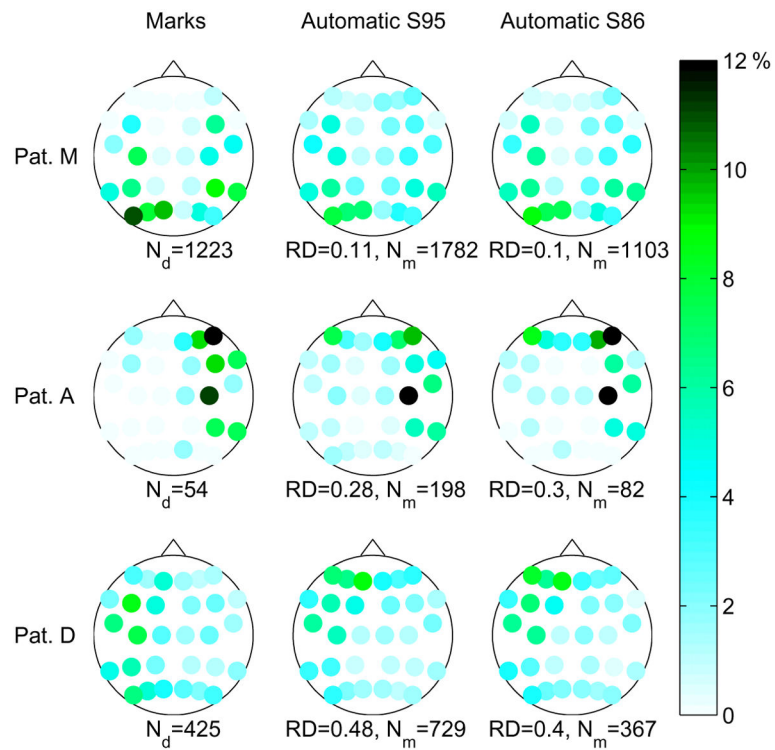 Marks Automatic S95 Automatic S86
12 %
Pat. M
10
N_d=1223 RD=0.11, N_m=1782 RD=0.1, N_m=1103
8
Pat. A
6
4
N_d=54 RD=0.28, N_m=198 RD=0.3, N_m=82
2
Pat. D
0
N_d=425 RD=0.48, N_m=729 RD=0.4, N_m=367